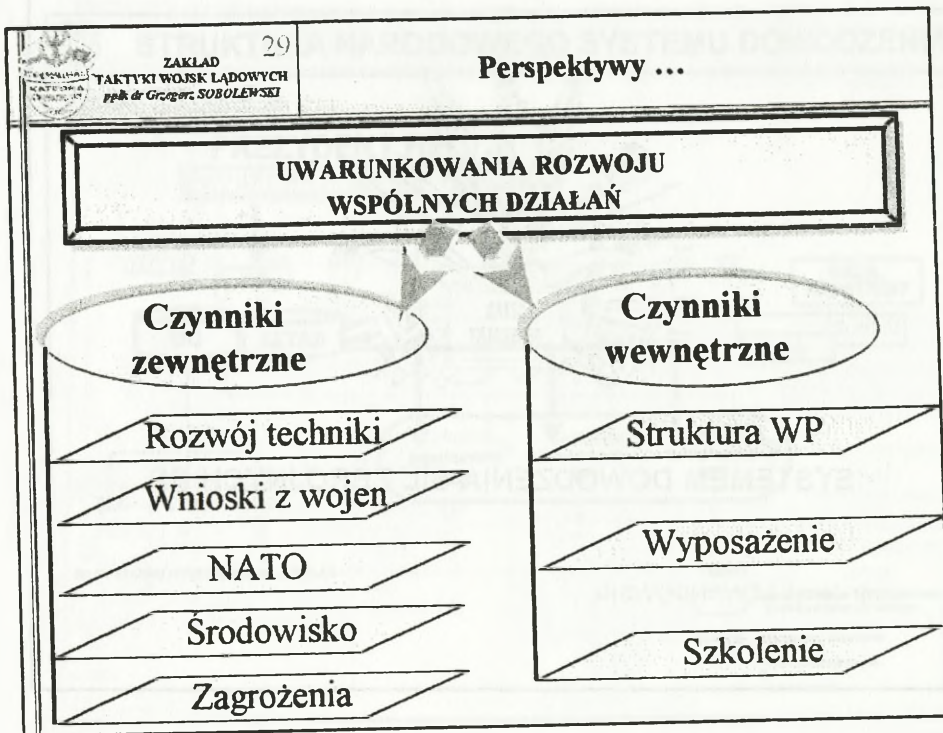 29
ZAKŁAD
TAKTYKI WOJSK LĄDOWYCH
ppłk dr Grzegorz SOBOLEWSKI
Perspektywy ...
UWARUNKOWANIA ROZWOJU
WSPÓLNYCH DZIAŁAŃ
Czynniki
zewnętrzne
Rozwój techniki
Wnioski z wojen
NATO
Środowisko
Zagrożenia
Czynniki
wewnętrzne
Struktura WP
Wyposażenie
Szkolenie